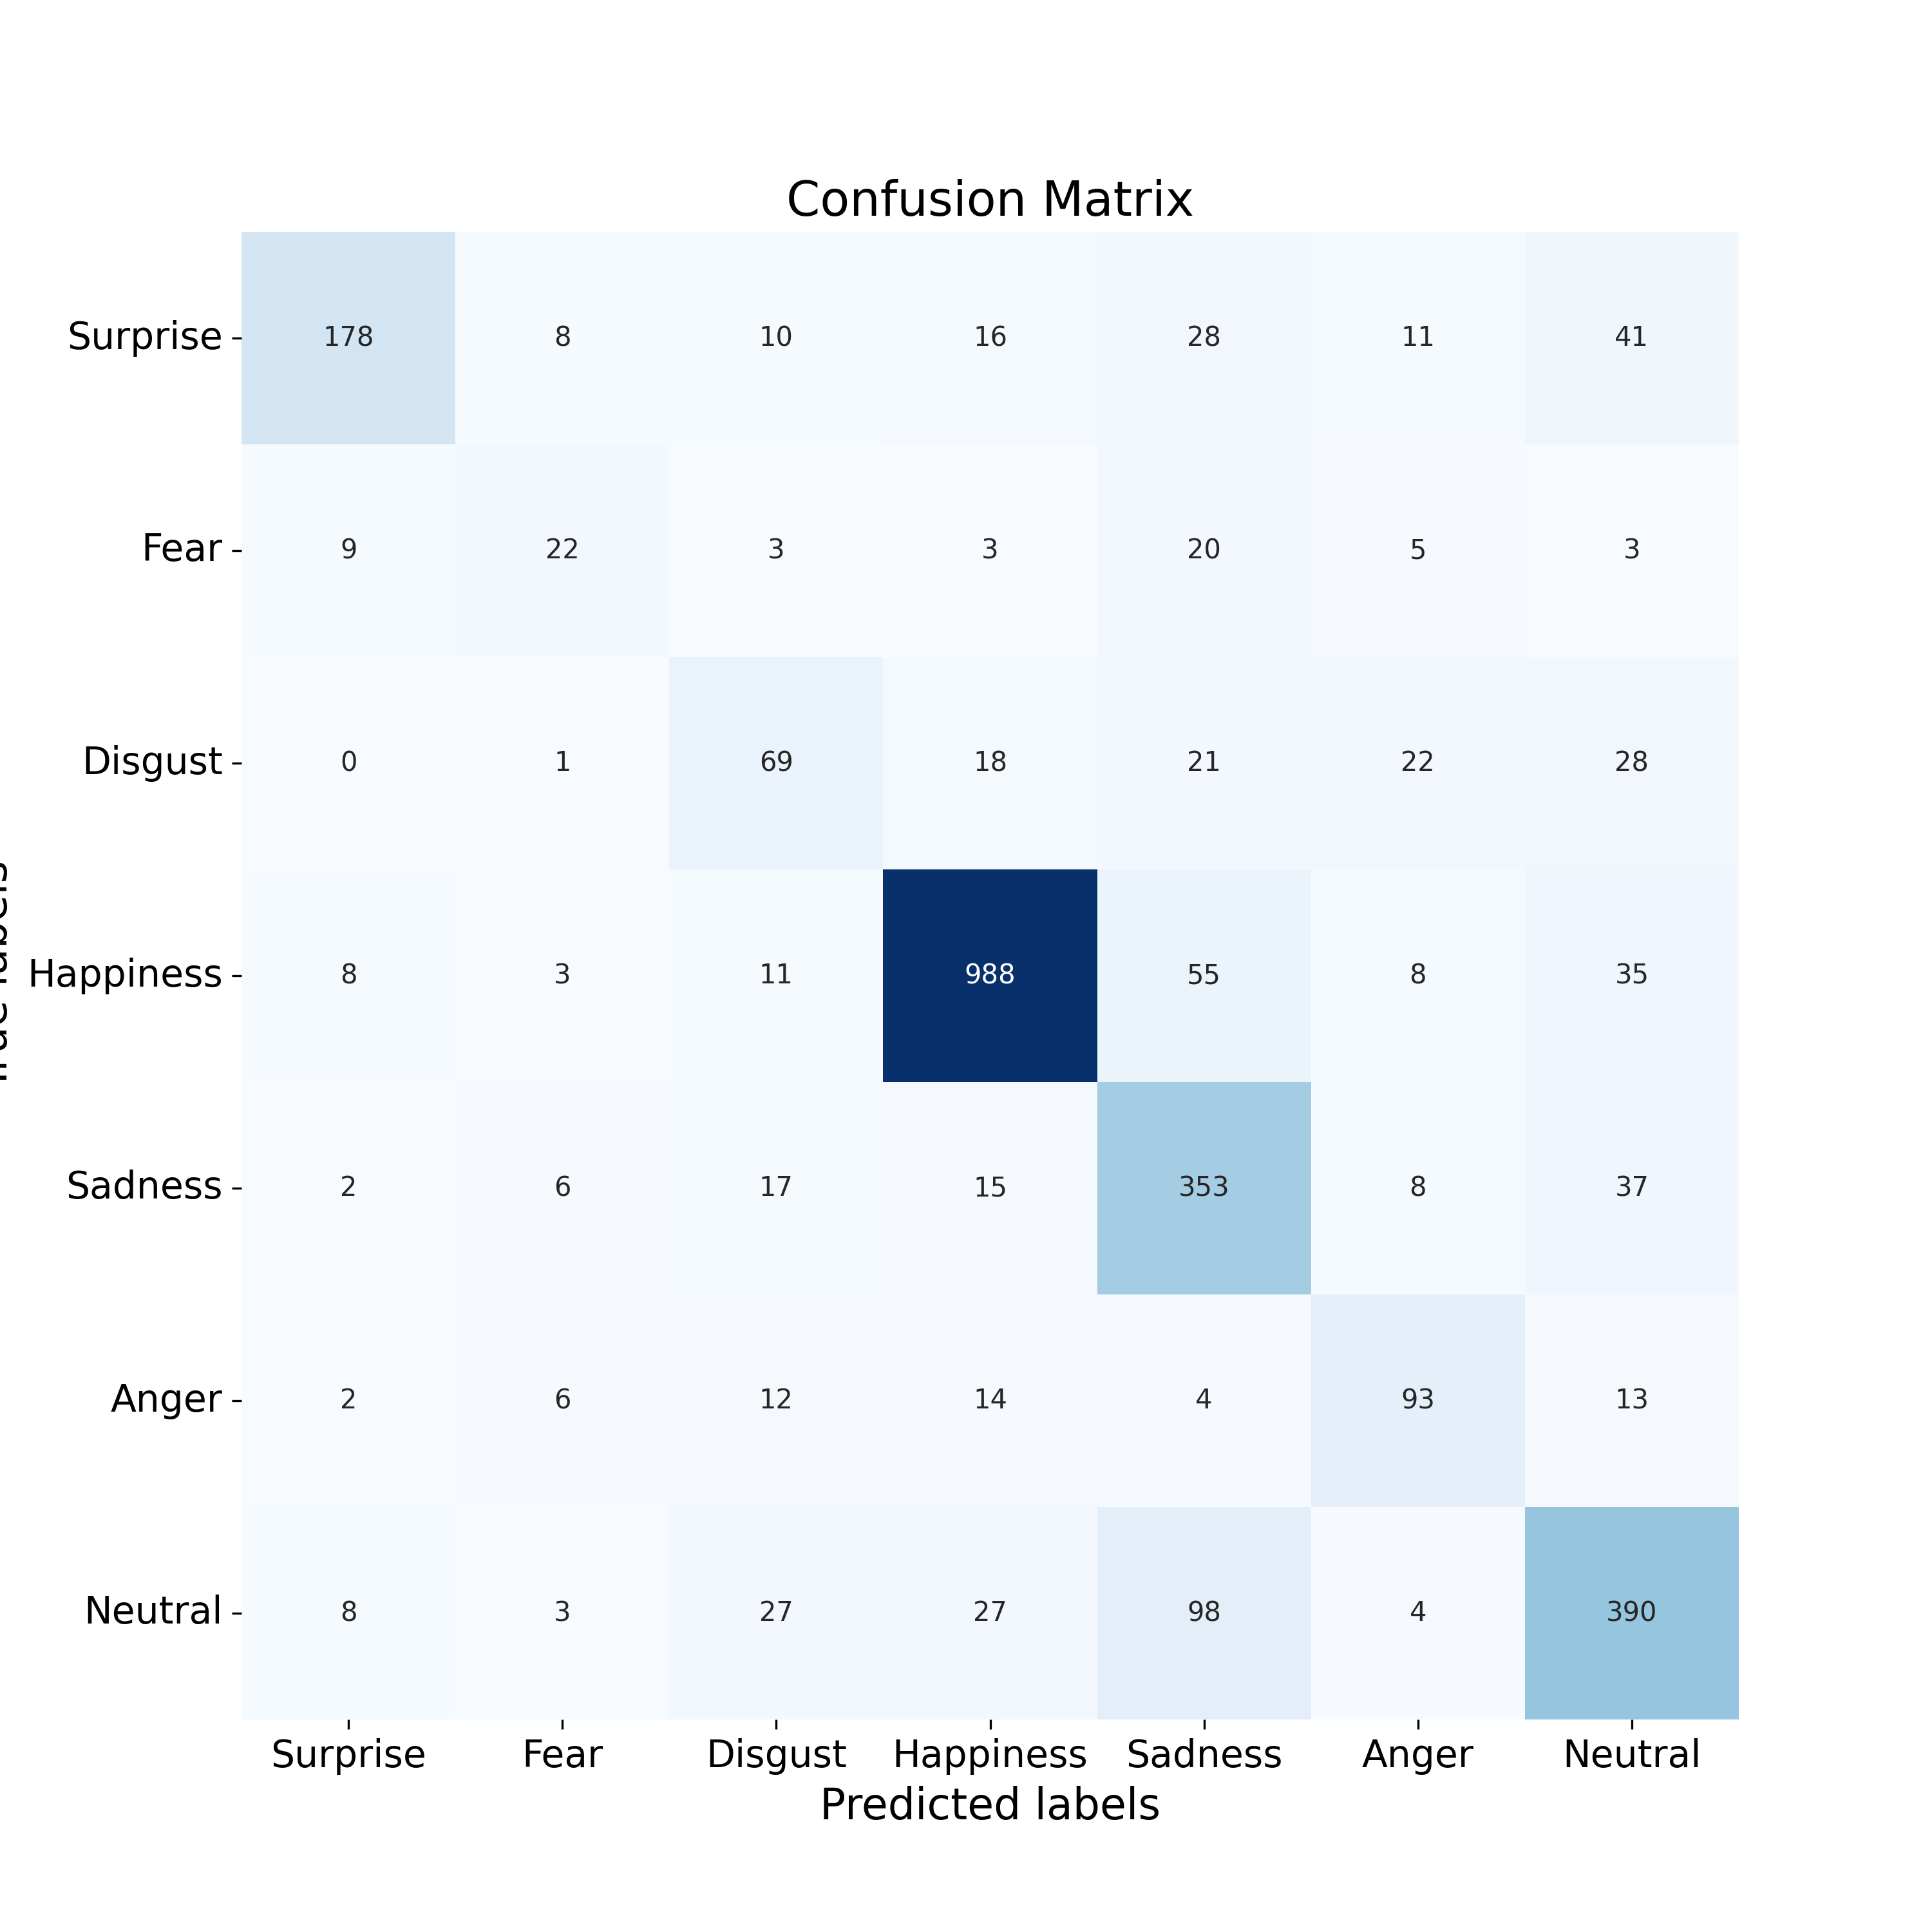 Confusion Matrix
Surprise 178 8 10 16 28 11 41
Fear 9 22 3 3 20 5 3
Disgust 0 1 69 18 21 22 28
Happiness 8 3 11 988 55 8 35
Sadness 2 6 17 15 353 8 37
Anger 2 6 12 14 4 93 13
Neutral 8 3 27 27 98 4 390
Surprise Fear Disgust Happiness Sadness Anger Neutral
Predicted labels